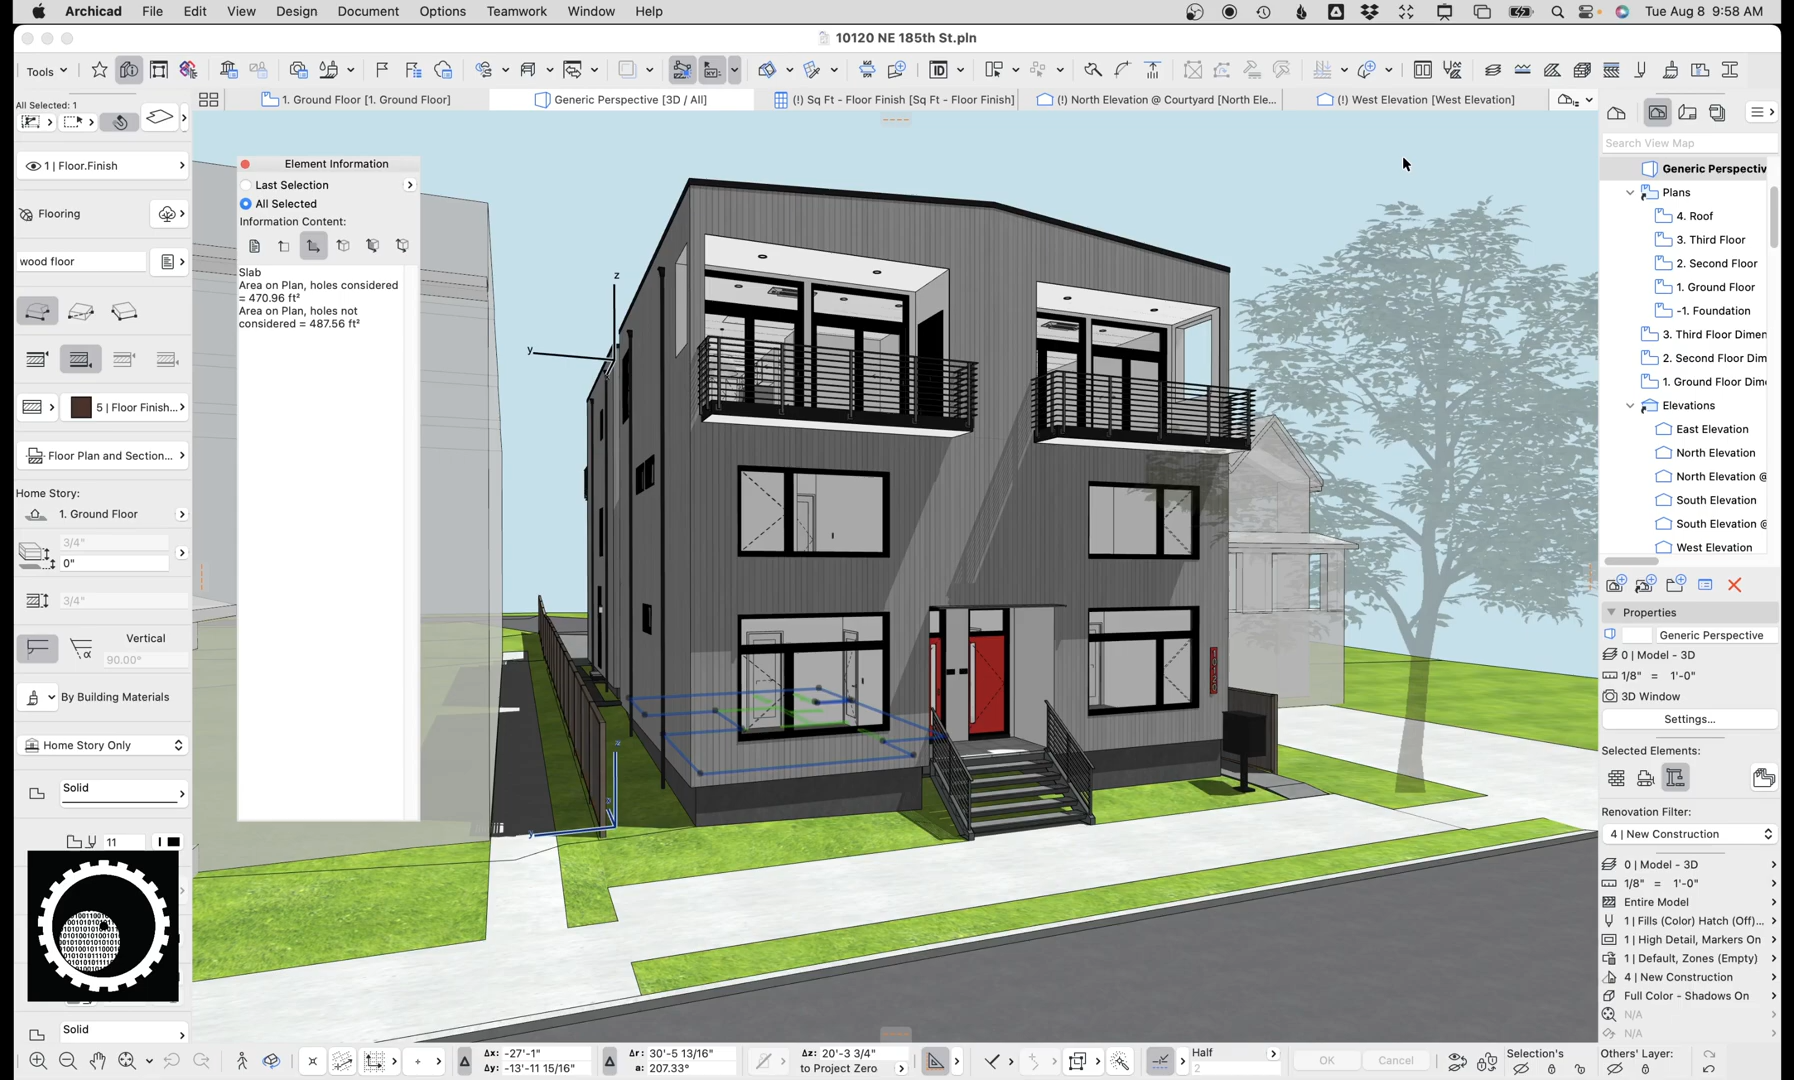 Archicad File Edit View Design Document Options Teamwork Window Help Tue Aug 8 9:58 AM
10120 NE 185th St.pln
Tools
All Selected: 1
1. Ground Floor [1. Ground Floor]
Generic Perspective [3D / All]
(!) Sq Ft - Floor Finish [Sq Ft - Floor Finish]
(!) North Elevation @ Courtyard [North Ele...
(!) West Elevation [West Elevation]
1 | Floor.Finish
Flooring
wood floor
5 | Floor Finish...
Floor Plan and Section...
Home Story:
1. Ground Floor
3/4"
0"
3/4"
Vertical
90.00°
By Building Materials
Home Story Only
Solid
11
Solid
Element Information
Last Selection
All Selected
Information Content:
Slab
Area on Plan, holes considered
= 470.96 ft²
Area on Plan, holes not
considered = 487.56 ft²
z
y
Search View Map
Generic Perspectiv
Plans
4. Roof
3. Third Floor
2. Second Floor
1. Ground Floor
-1. Foundation
3. Third Floor Dimen
2. Second Floor Dim
1. Ground Floor Dime
Elevations
East Elevation
North Elevation
North Elevation @
South Elevation
South Elevation @
West Elevation
Properties
Generic Perspective
0 | Model - 3D
1/8" = 1'-0"
3D Window
Settings...
Selected Elements:
Renovation Filter:
4 | New Construction
0 | Model - 3D
1/8" = 1'-0"
Entire Model
1 | Fills (Color) Hatch (Off)...
1 | High Detail, Markers On
1 | Default, Zones (Empty)
4 | New Construction
Full Color - Shadows On
N/A
N/A
Δx: -27'-1"
Δy: -13'-11 15/16"
Δr: 30'-5 13/16"
a: 207.33°
Δz: 20'-3 3/4"
to Project Zero
Half
2
OK
Cancel
Selection's
Others' Layer: